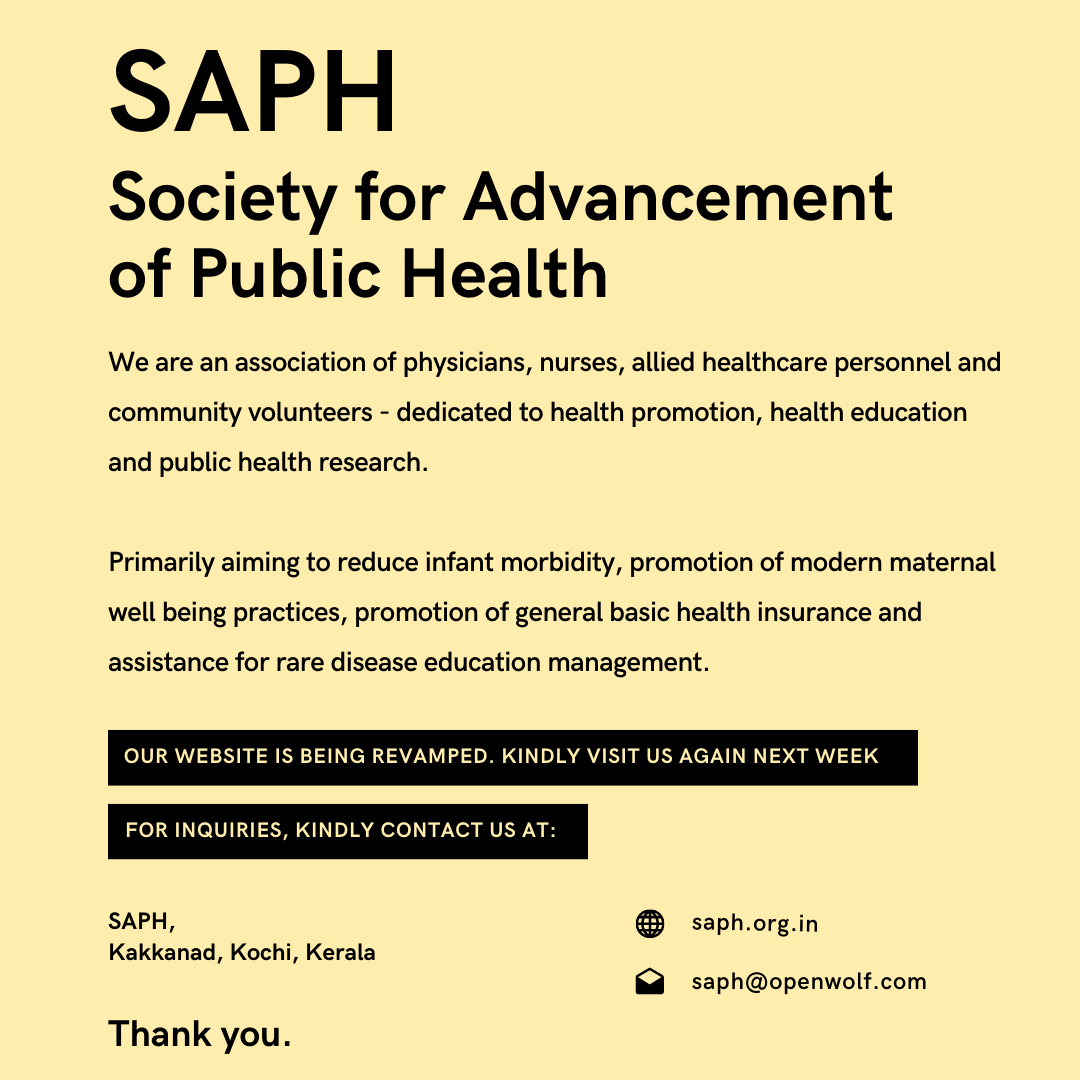 SAPH
Society for Advancement
of Public Health
We are an association of physicians, nurses, allied healthcare personnel and
community volunteers - dedicated to health promotion, health education
and public health research.
Primarily aiming to reduce infant morbidity, promotion of modern maternal
well being practices, promotion of general basic health insurance and
assistance for rare disease education management.
OUR WEBSITE IS BEING REVAMPED. KINDLY VISIT US AGAIN NEXT WEEK
FOR INQUIRIES, KINDLY CONTACT US AT:
SAPH,
Kakkanad, Kochi, Kerala
saph.org.in
saph@openwolf.com
Thank you.